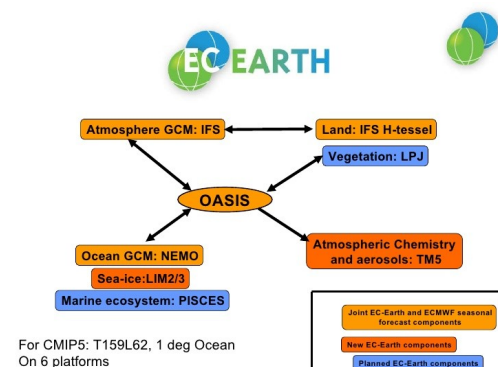 EC EARTH
Atmosphere GCM: IFS
Land: IFS H-tessel
Vegetation: LPJ
OASIS
Ocean GCM: NEMO
Sea-ice:LIM2/3
Marine ecosystem: PISCES
Atmospheric Chemistry
and aerosols: TM5
Joint EC-Earth and ECMWF seasonal
forecast components
New EC-Earth components
Planned EC-Earth components
For CMIP5: T159L62, 1 deg Ocean
On 6 platforms